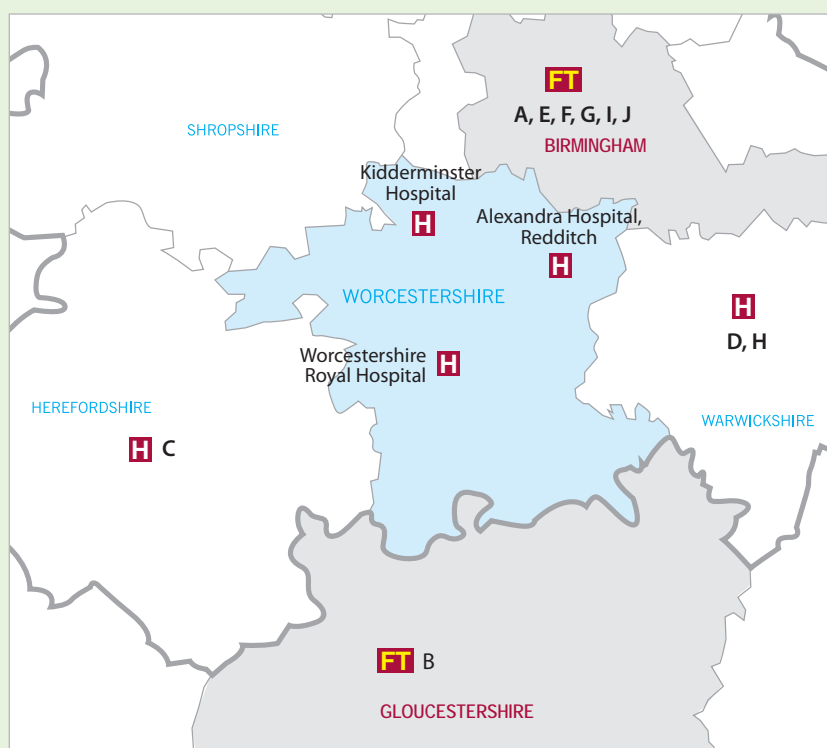 FT
A, E, F, G, I, J
BIRMINGHAM
SHROPSHIRE
Kidderminster
Hospital
H
Alexandra Hospital,
Redditch
H
WORCESTERSHIRE
H
D, H
Worcestershire
Royal Hospital
H
HEREFORDSHIRE
H C
WARWICKSHIRE
FT B
GLOUCESTERSHIRE